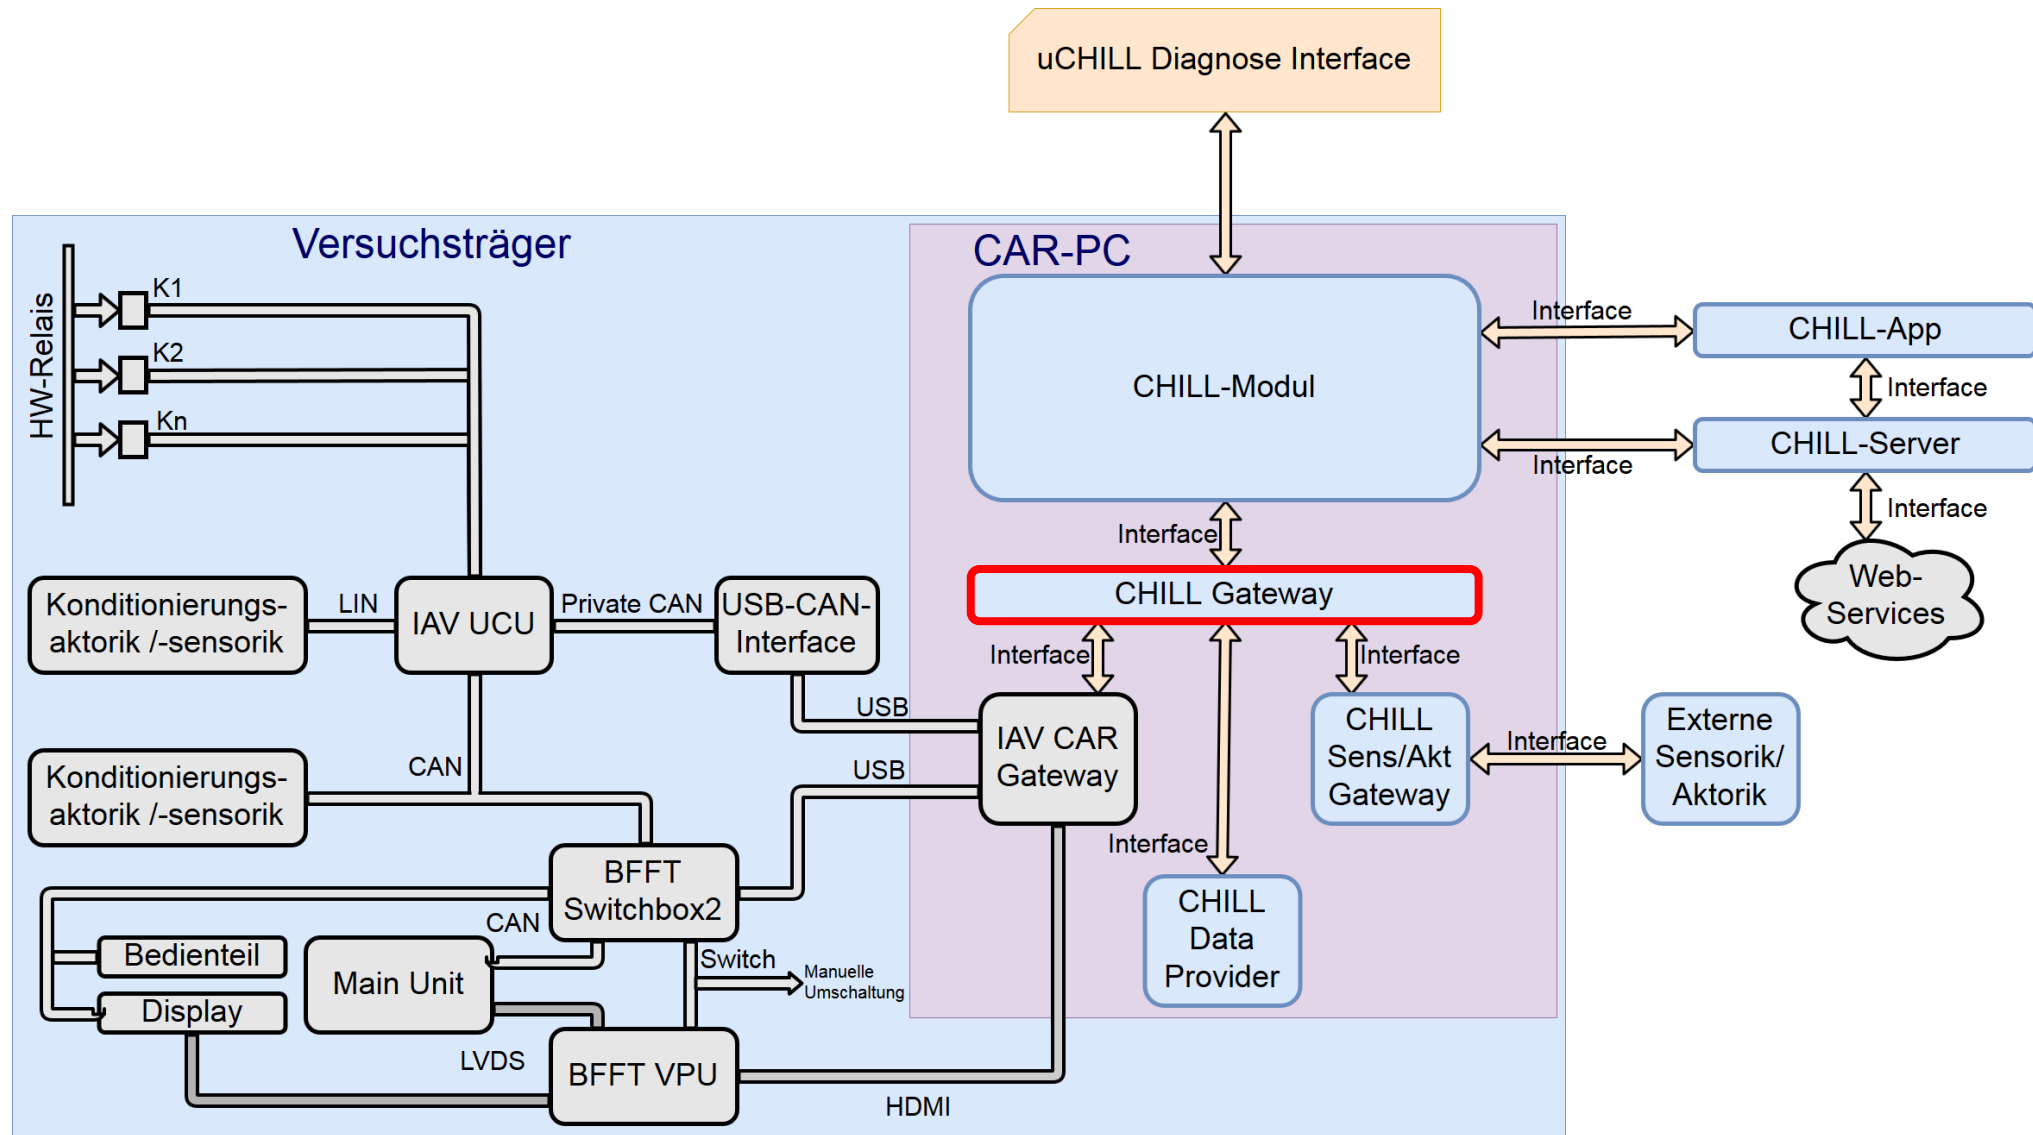 uCHILL Diagnose Interface
Versuchsträger
CAR-PC
HW-Relais
K1
K2
Kn
CHILL-Modul
Interface
CHILL-App
Interface
CHILL-Server
Interface
Interface
Web-
Services
Interface
CHILL Gateway
Konditionierungs-
aktorik /-sensorik
LIN
IAV UCU
Private CAN
USB-CAN-
Interface
Interface
Interface
USB
IAV CAR
Gateway
CHILL
Sens/Akt
Gateway
Interface
Externe
Sensorik/
Aktorik
Konditionierungs-
aktorik /-sensorik
CAN
USB
Interface
BFFT
Switchbox2
CHILL
Data
Provider
CAN
Bedienteil
Display
Main Unit
Switch
Manuelle
Umschaltung
LVDS
BFFT VPU
HDMI